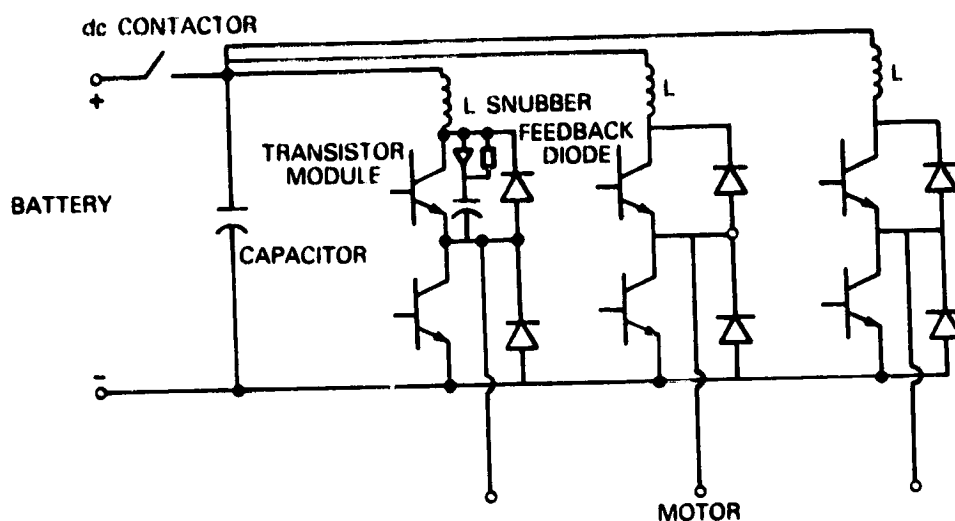 dc CONTACTOR
+
L SNUBBER
L
L
TRANSISTOR
MODULE
FEEDBACK
DIODE
BATTERY
CAPACITOR
-
MOTOR